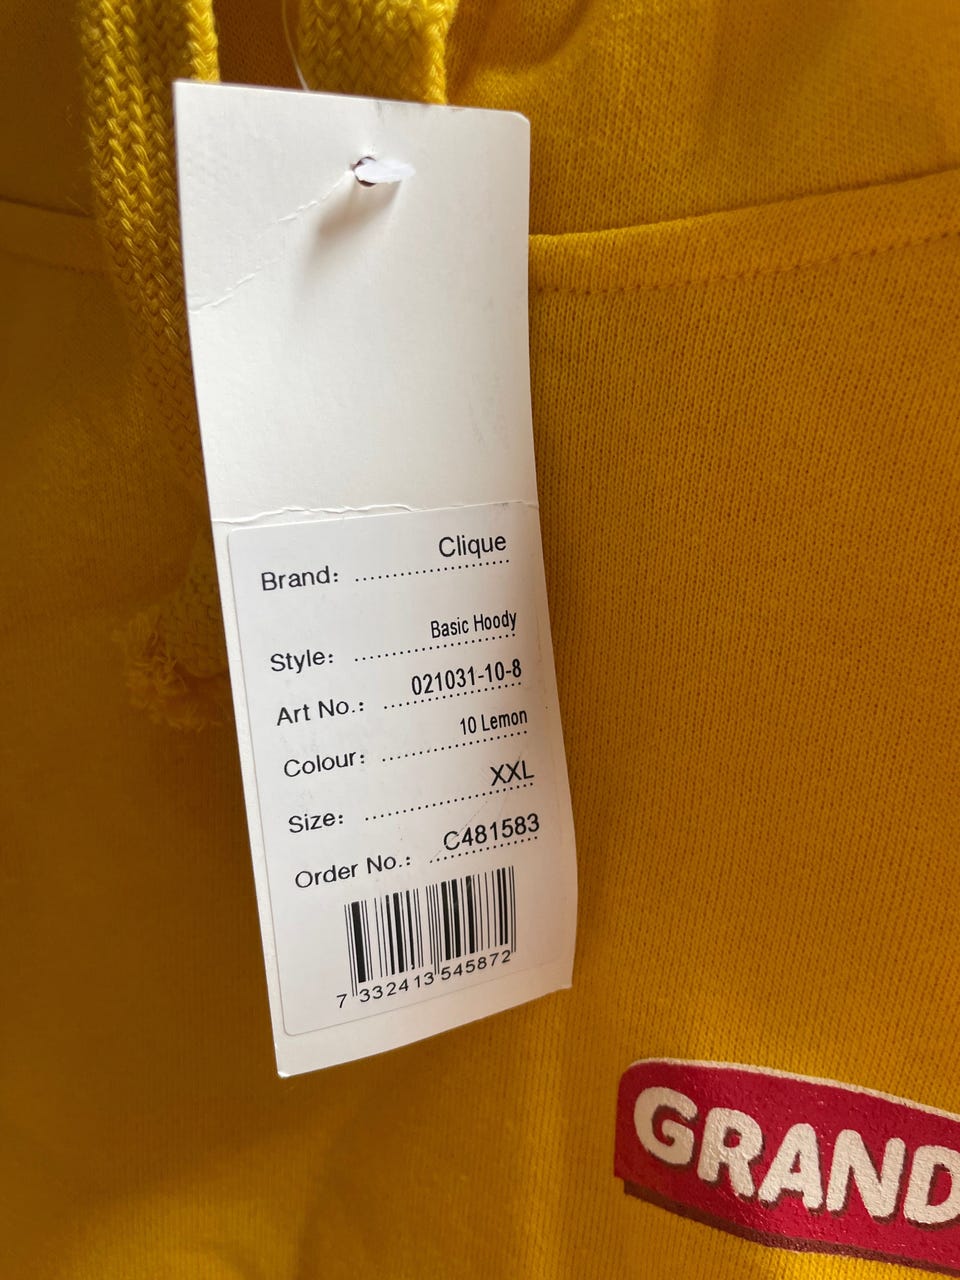 Brand: Clique
Style: Basic Hoody
Art No.: 021031-10-8
Colour: 10 Lemon
Size: XXL
Order No.: C481583
7 332413 545872
GRAND